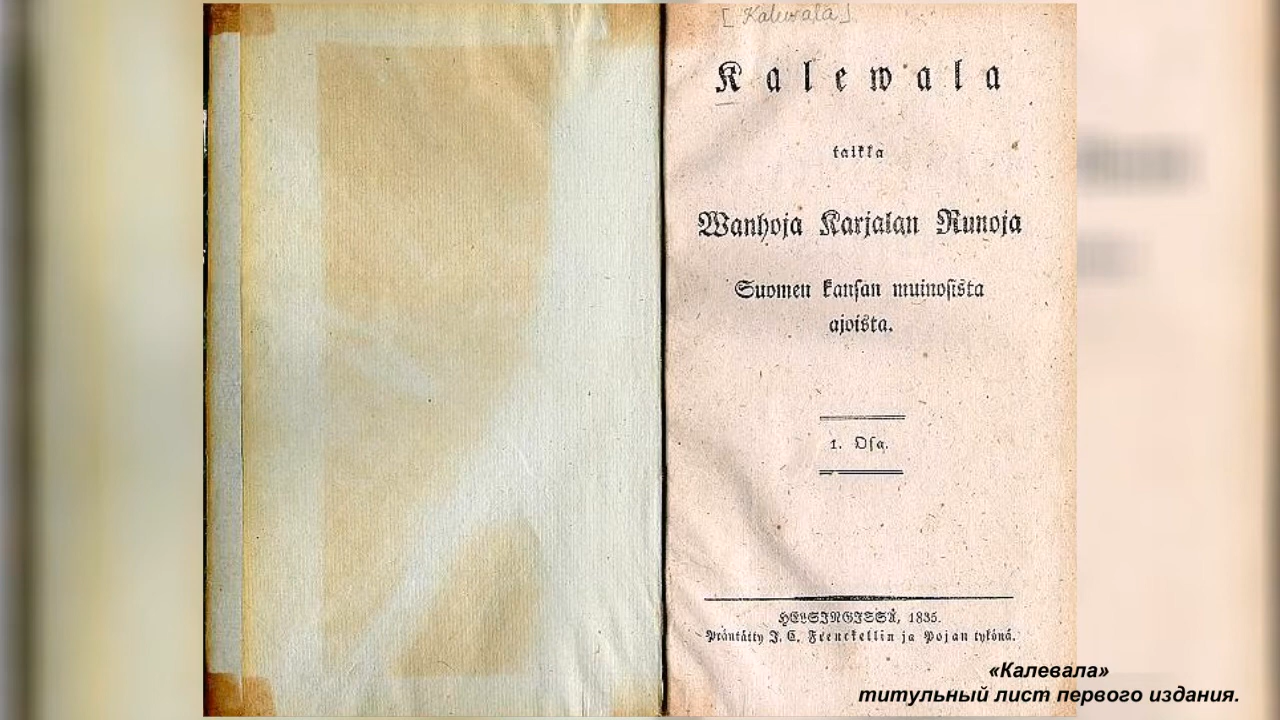 [Kalewala]
Kalewala
taikka
Wanhoja Karjalan Runoja
Suomen kansan muinosista
ajoista.
1. Osa.
HELSINGISSÄ, 1835.
Präntätty J. C. Frenckellin ja Pojan tykönä.
«Калевала»
титульный лист первого издания.